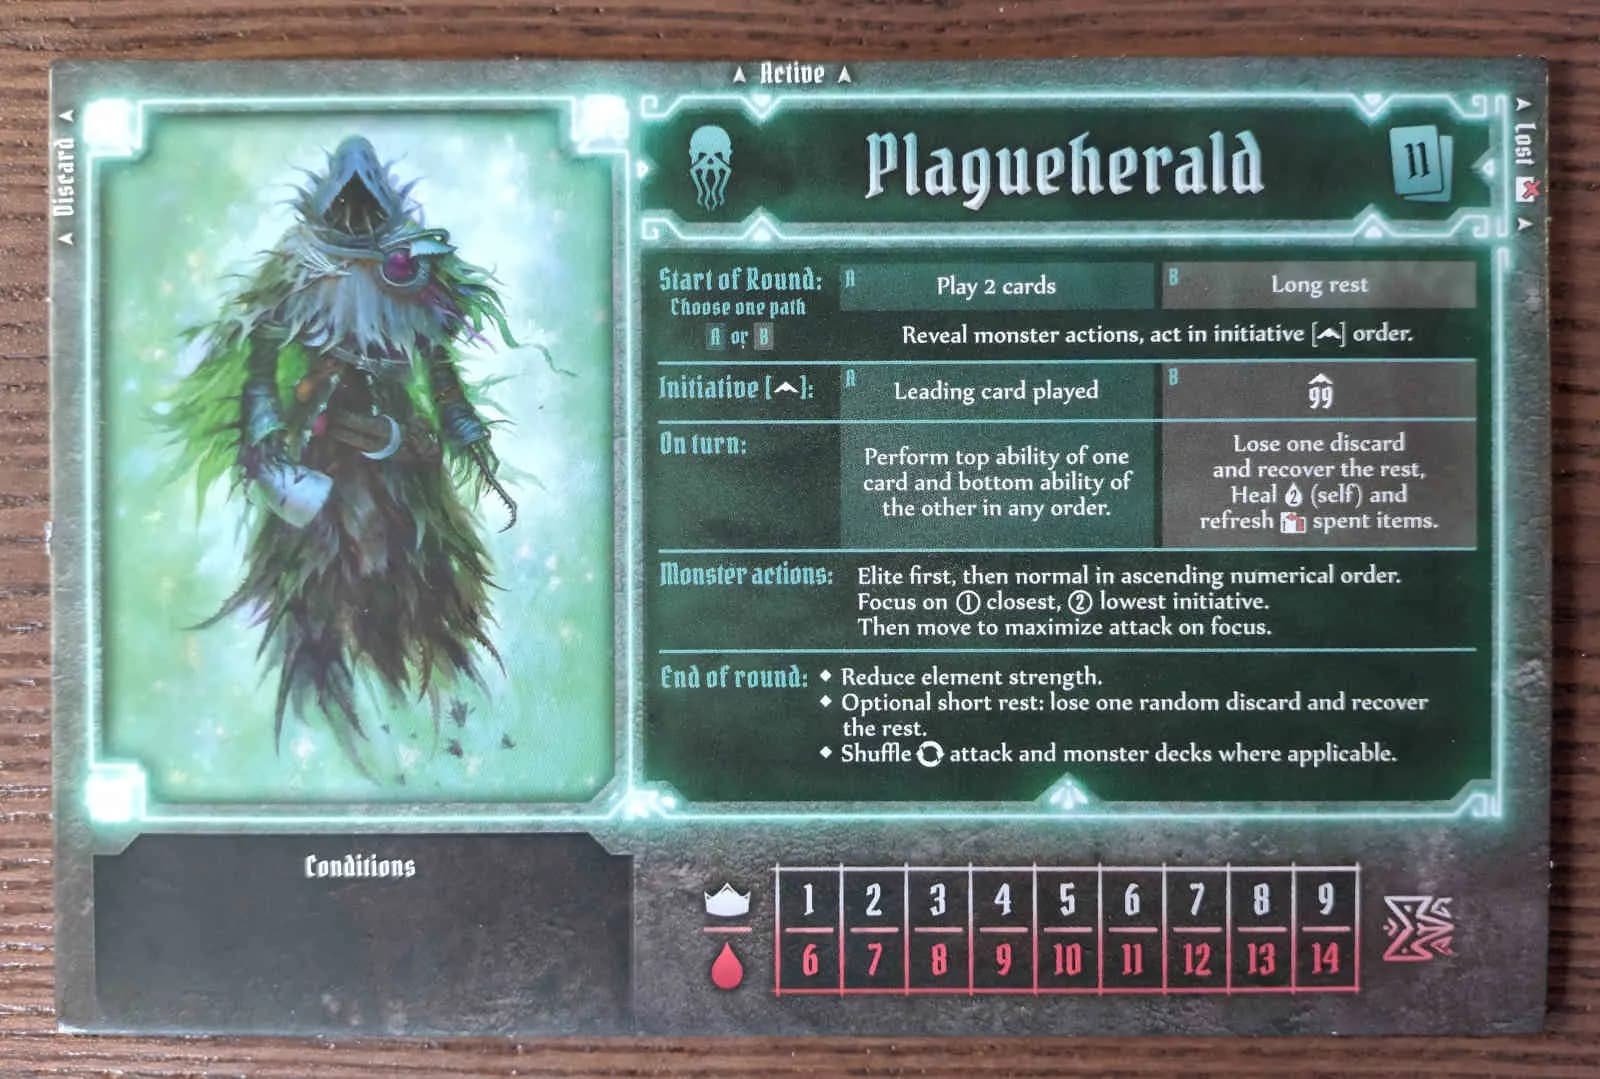 Active
Discard
Lost
Plagueherald
11
Start of Round:
Choose one path
A or B
A Play 2 cards
B Long rest
Reveal monster actions, act in initiative [] order.
Initiative []:
A Leading card played
B 99
On turn:
Perform top ability of one
card and bottom ability of
the other in any order.
Lose one discard
and recover the rest,
Heal 2 (self) and
refresh spent items.
Monster actions:
Elite first, then normal in ascending numerical order.
Focus on ① closest, ② lowest initiative.
Then move to maximize attack on focus.
End of round:
◆ Reduce element strength.
◆ Optional short rest: lose one random discard and recover
the rest.
◆ Shuffle attack and monster decks where applicable.
Conditions
1 2 3 4 5 6 7 8 9
6 7 8 9 10 11 12 13 14